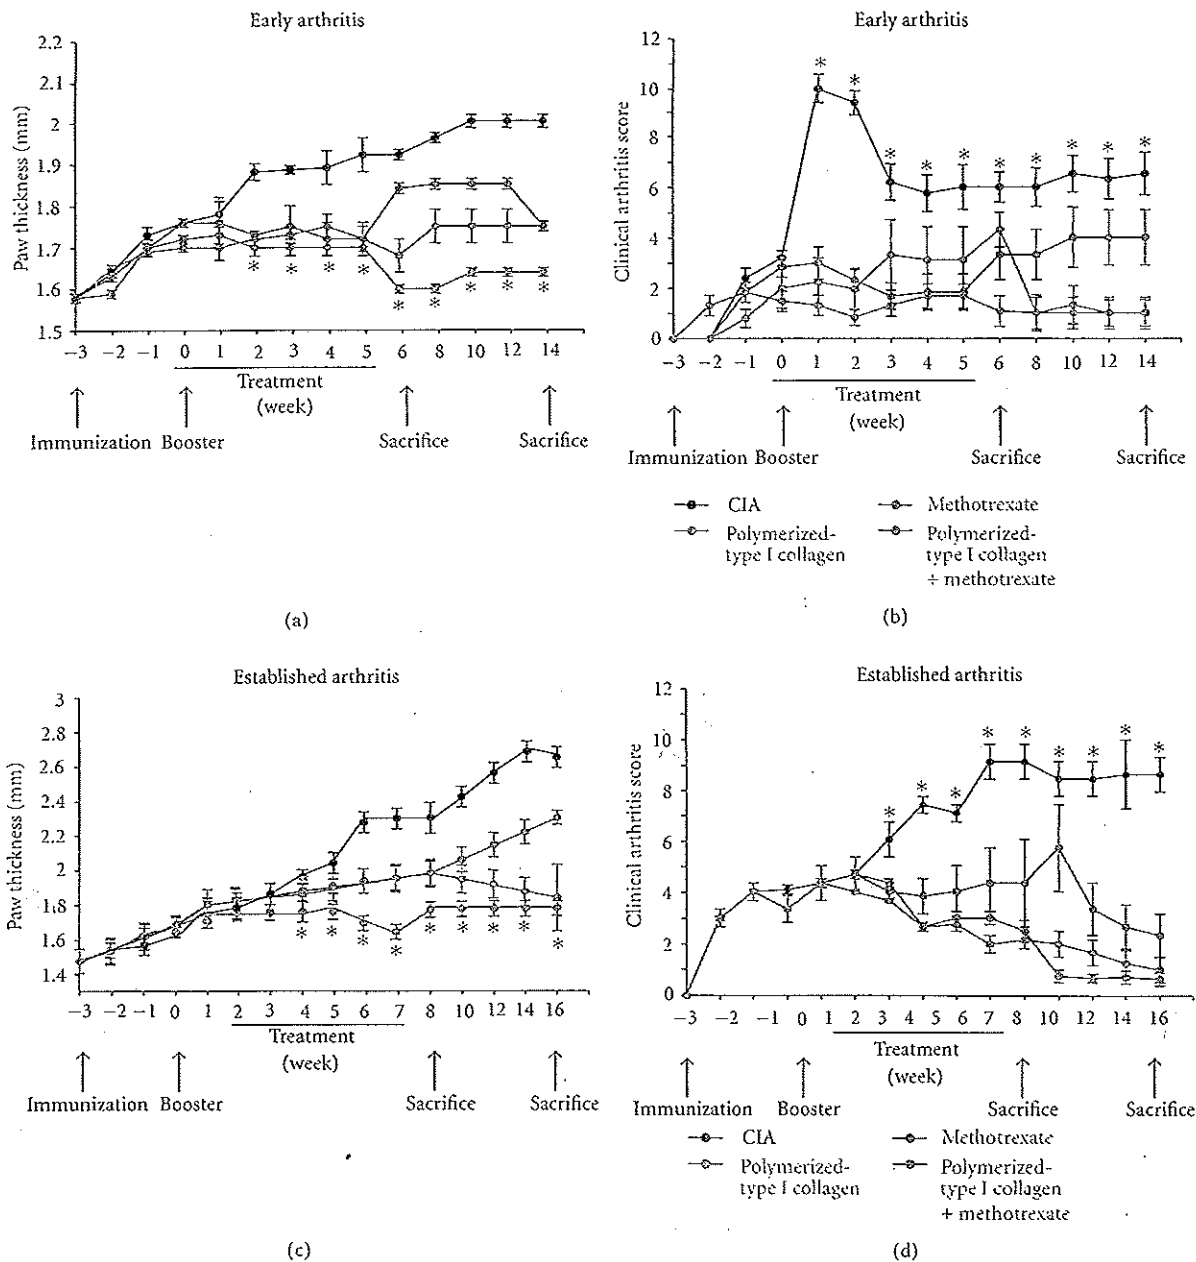 Early arthritis
2.2
2.1
2
1.9
1.8
1.7
1.6
1.5
Paw thickness (mm)
−3 −2 −1 0 1 2 3 4 5 6 8 10 12 14
* * * * * * * * *
Treatment
(week)
Immunization Booster Sacrifice Sacrifice
(a)
Early arthritis
12
10
8
6
4
2
0
Clinical arthritis score
* * * * * * * * * *
−3 −2 −1 0 1 2 3 4 5 6 8 10 12 14
Treatment
(week)
Immunization Booster Sacrifice Sacrifice
CIA
Polymerized-
type I collagen
Methotrexate
Polymerized-
type I collagen
+ methotrexate
(b)
Established arthritis
3
2.8
2.6
2.4
2.2
2
1.8
1.6
1.4
Paw thickness (mm)
* * * * * * * * *
−3 −2 −1 0 1 2 3 4 5 6 7 8 10 12 14 16
Treatment
(week)
Immunization Booster Sacrifice Sacrifice
(c)
Established arthritis
12
10
8
6
4
2
0
Clinical arthritis score
* * * * * * * * *
−3 −2 −1 0 1 2 3 4 5 6 7 8 10 12 14 16
Treatment
(week)
Immunization Booster Sacrifice Sacrifice
CIA
Polymerized-
type I collagen
Methotrexate
Polymerized-
type I collagen
+ methotrexate
(d)